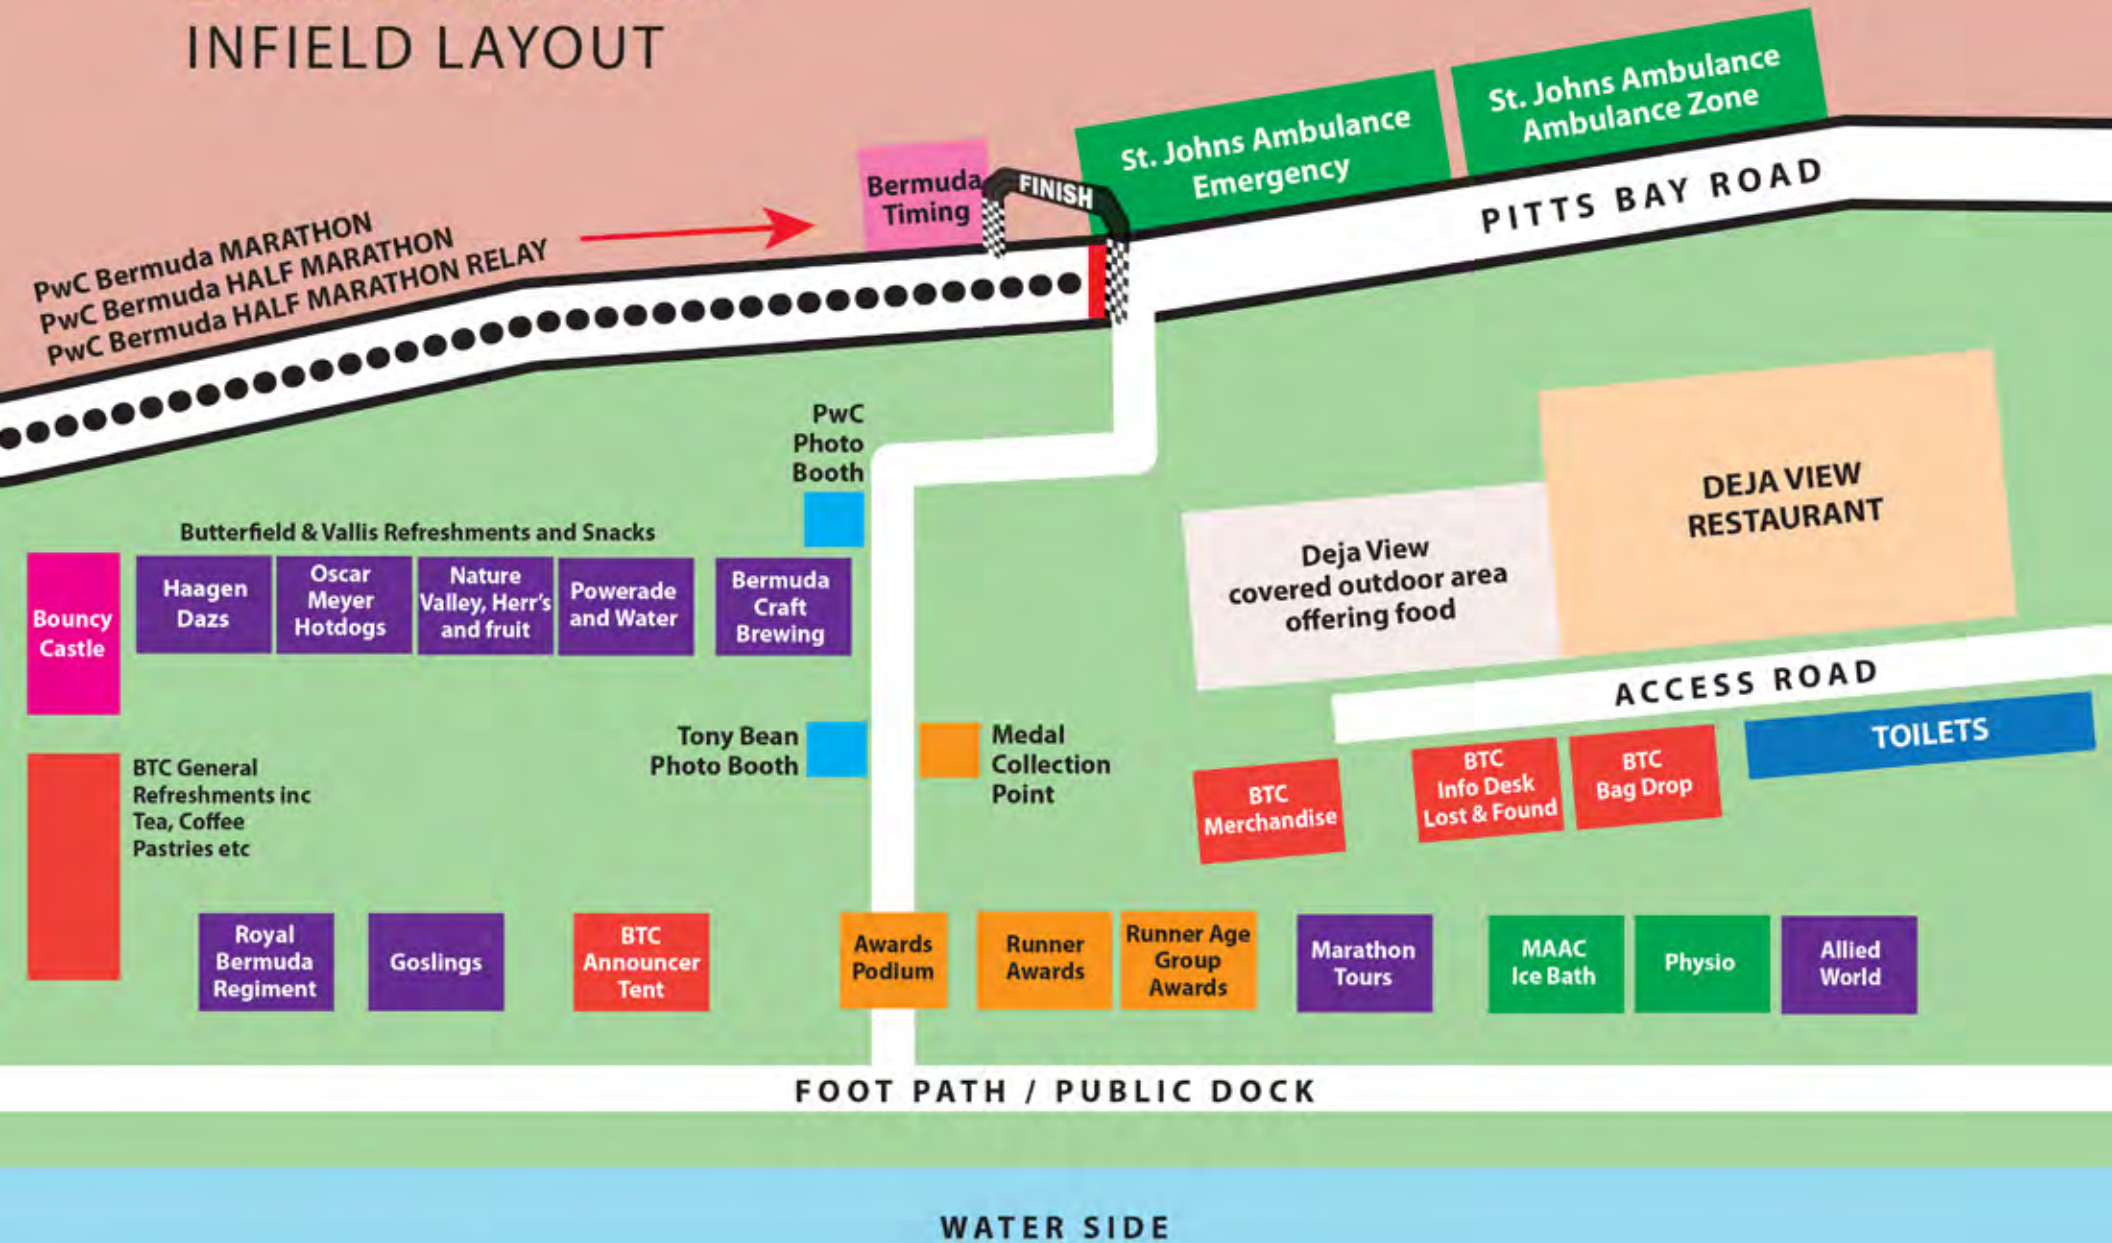 INFIELD LAYOUT
St. Johns Ambulance
Ambulance Zone
St. Johns Ambulance
Emergency
Bermuda
Timing
FINISH
PITTS BAY ROAD
PwC Bermuda MARATHON
PwC Bermuda HALF MARATHON
PwC Bermuda HALF MARATHON RELAY
PwC
Photo
Booth
DEJA VIEW
RESTAURANT
Deja View
covered outdoor area
offering food
Butterfield & Vallis Refreshments and Snacks
Bouncy
Castle
Haagen
Dazs
Oscar
Meyer
Hotdogs
Nature
Valley, Herr's
and fruit
Powerade
and Water
Bermuda
Craft
Brewing
ACCESS ROAD
Tony Bean
Photo Booth
Medal
Collection
Point
BTC
Merchandise
BTC
Info Desk
Lost & Found
BTC
Bag Drop
TOILETS
BTC General
Refreshments inc
Tea, Coffee
Pastries etc
Royal
Bermuda
Regiment
Goslings
BTC
Announcer
Tent
Awards
Podium
Runner
Awards
Runner Age
Group
Awards
Marathon
Tours
MAAC
Ice Bath
Physio
Allied
World
FOOT PATH / PUBLIC DOCK
WATER SIDE